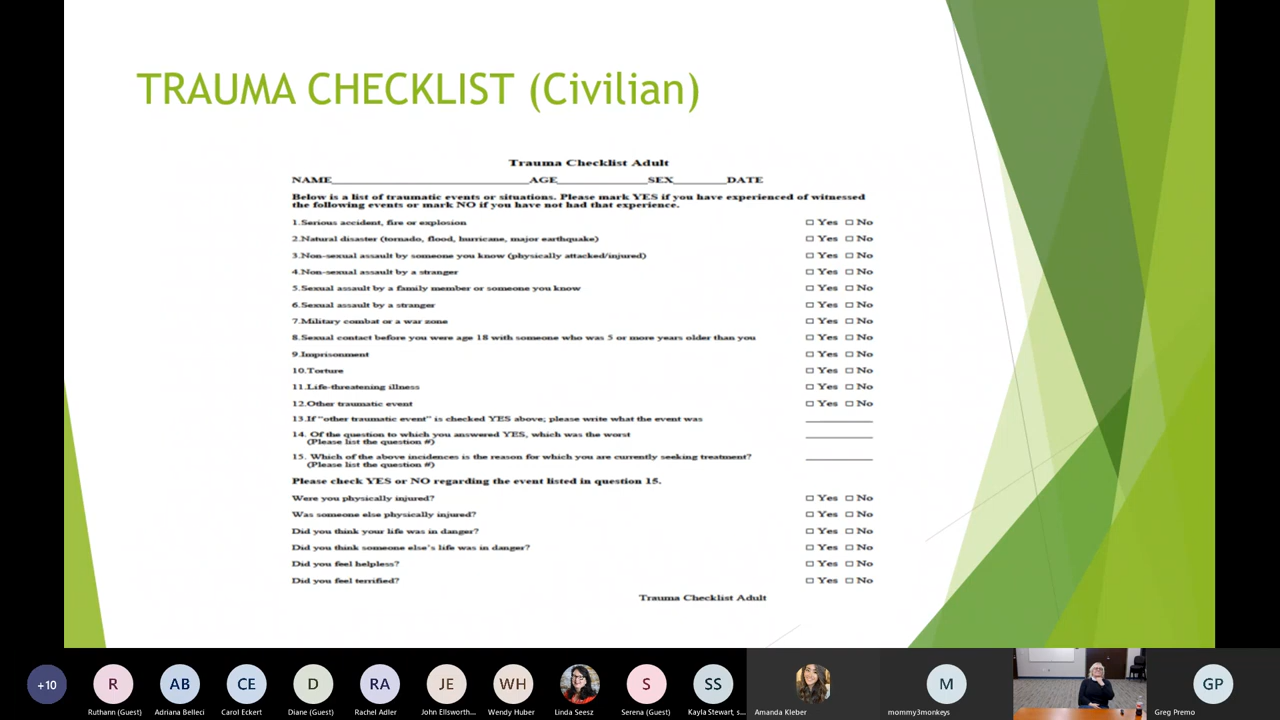 TRAUMA CHECKLIST (Civilian)
Trauma Checklist Adult
NAME____________________AGE____________SEX_______DATE
Below is a list of traumatic events or situations. Please mark YES if you have experienced of witnessed
the following events or mark NO if you have not had that experience.
1.Serious accident, fire or explosion ☐ Yes ☐ No
2.Natural disaster (tornado, flood, hurricane, major earthquake) ☐ Yes ☐ No
3.Non-sexual assault by someone you know (physically attacked/injured) ☐ Yes ☐ No
4.Non-sexual assault by a stranger ☐ Yes ☐ No
5.Sexual assault by a family member or someone you know ☐ Yes ☐ No
6.Sexual assault by a stranger ☐ Yes ☐ No
7.Military combat or a war zone ☐ Yes ☐ No
8.Sexual contact before you were age 18 with someone who was 5 or more years older than you ☐ Yes ☐ No
9.Imprisonment ☐ Yes ☐ No
10.Torture ☐ Yes ☐ No
11.Life-threatening illness ☐ Yes ☐ No
12.Other traumatic event ☐ Yes ☐ No
13.If "other traumatic event" is checked YES above; please write what the event was __________
14. Of the question to which you answered YES, which was the worst __________
(Please list the question #)
15. Which of the above incidences is the reason for which you are currently seeking treatment? __________
(Please list the question #)
Please check YES or NO regarding the event listed in question 15.
Were you physically injured? ☐ Yes ☐ No
Was someone else physically injured? ☐ Yes ☐ No
Did you think your life was in danger? ☐ Yes ☐ No
Did you think someone else's life was in danger? ☐ Yes ☐ No
Did you feel helpless? ☐ Yes ☐ No
Did you feel terrified? ☐ Yes ☐ No
Trauma Checklist Adult
+10 R AB CE D RA JE WH S SS M GP
Ruthann (Guest) Adriana Belleci Carol Eckert Diane (Guest) Rachel Adler John Ellsworth... Wendy Huber Linda Seesz Serena (Guest) Kayla Stewart, s... Amanda Kleber mommy3monkeys Greg Premo